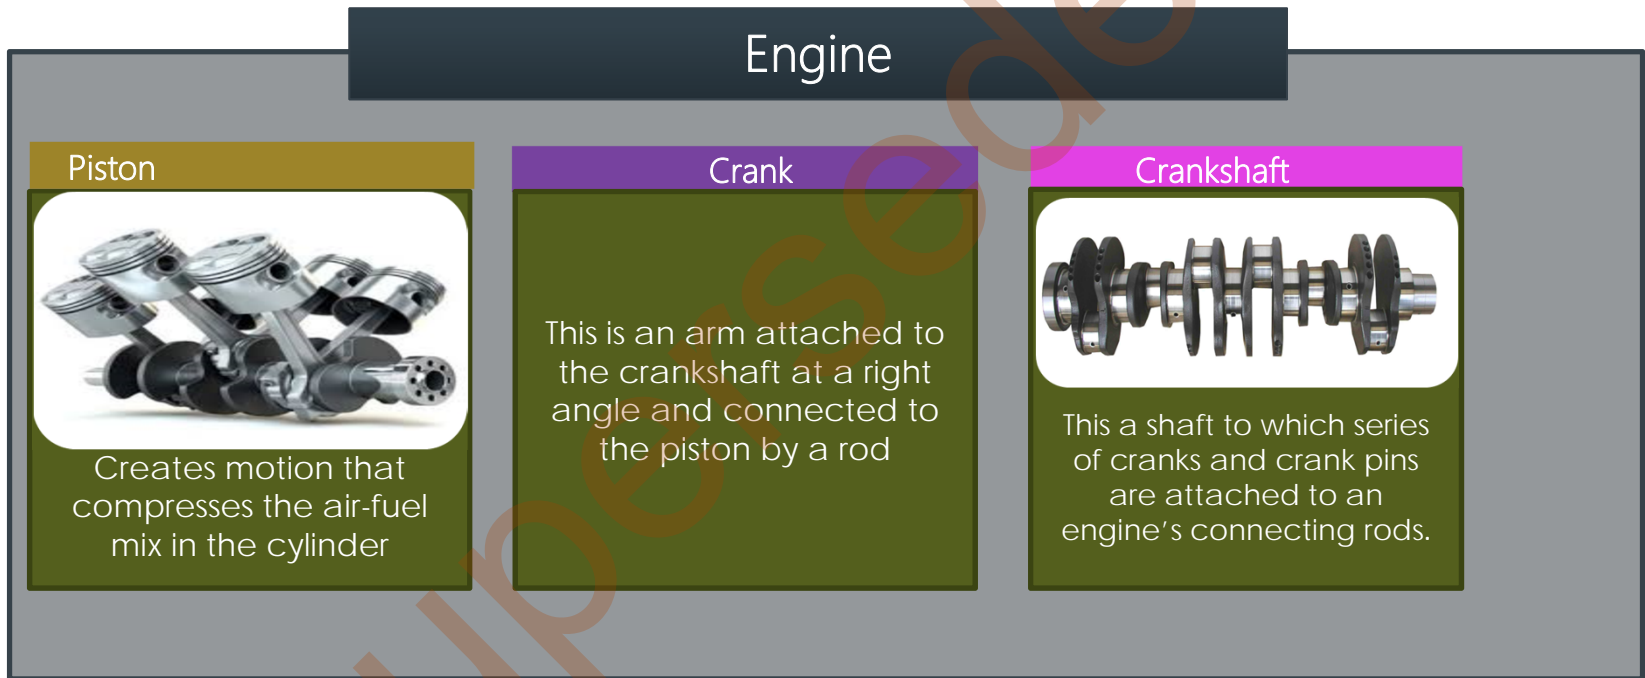 Engine
Piston
Creates motion that
compresses the air-fuel
mix in the cylinder
Crank
This is an arm attached to
the crankshaft at a right
angle and connected to
the piston by a rod
Crankshaft
This a shaft to which series
of cranks and crank pins
are attached to an
engine’s connecting rods.